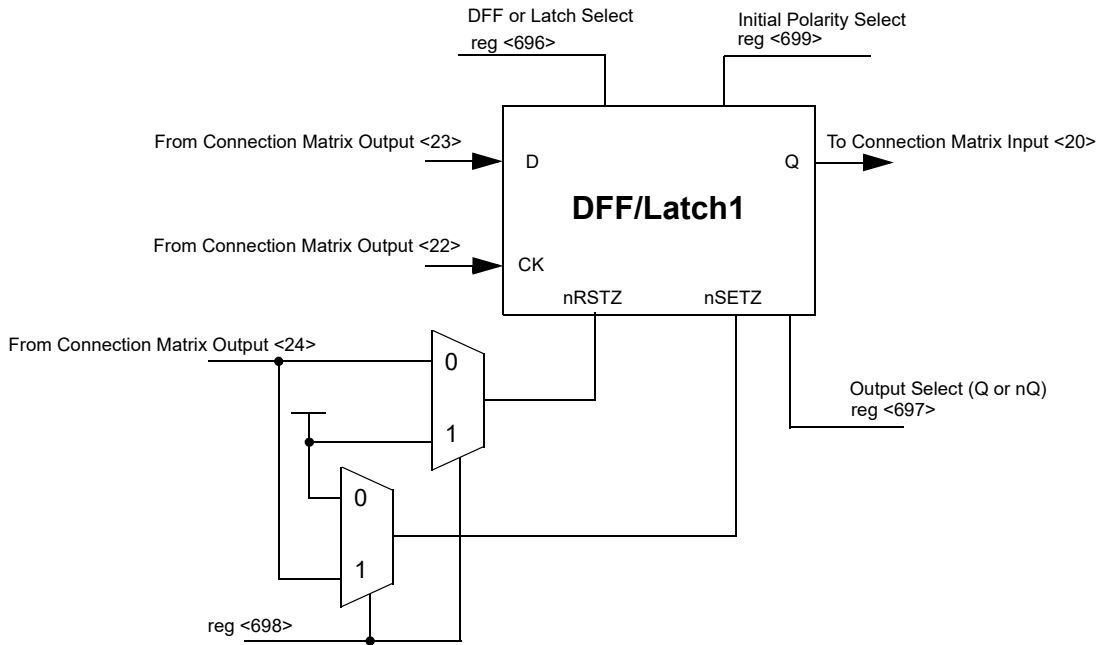 DFF or Latch Select
reg <696>
Initial Polarity Select
reg <699>
From Connection Matrix Output <23>
D
Q
To Connection Matrix Input <20>
DFF/Latch1
From Connection Matrix Output <22>
CK
nRSTZ
nSETZ
From Connection Matrix Output <24>
0
1
Output Select (Q or nQ)
reg <697>
0
1
reg <698>